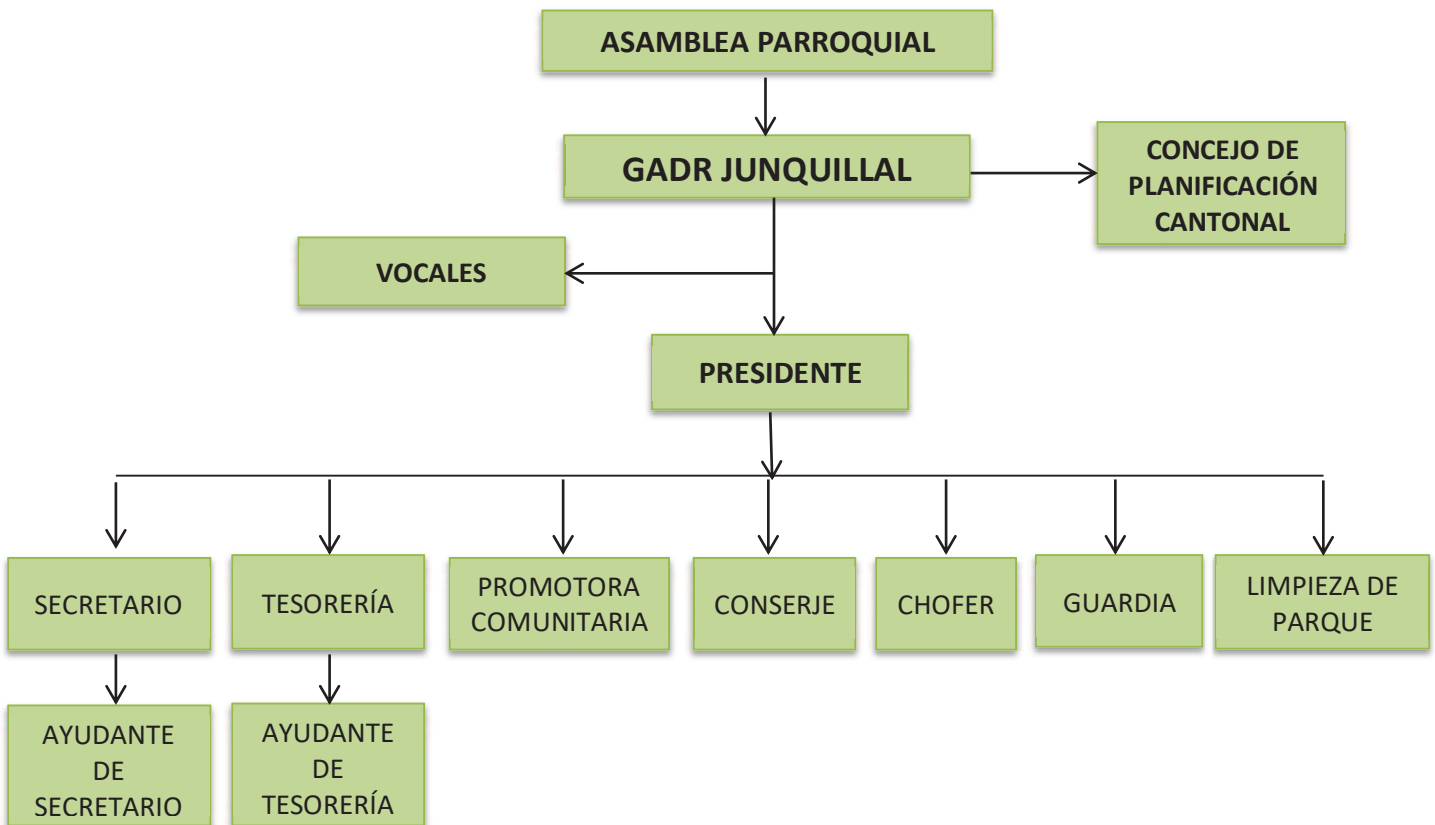 ASAMBLEA PARROQUIAL
GADR JUNQUILLAL
CONCEJO DE
PLANIFICACIÓN
CANTONAL
VOCALES
PRESIDENTE
SECRETARIO
TESORERÍA
PROMOTORA
COMUNITARIA
CONSERJE
CHOFER
GUARDIA
LIMPIEZA DE
PARQUE
AYUDANTE
DE
SECRETARIO
AYUDANTE
DE
TESORERÍA